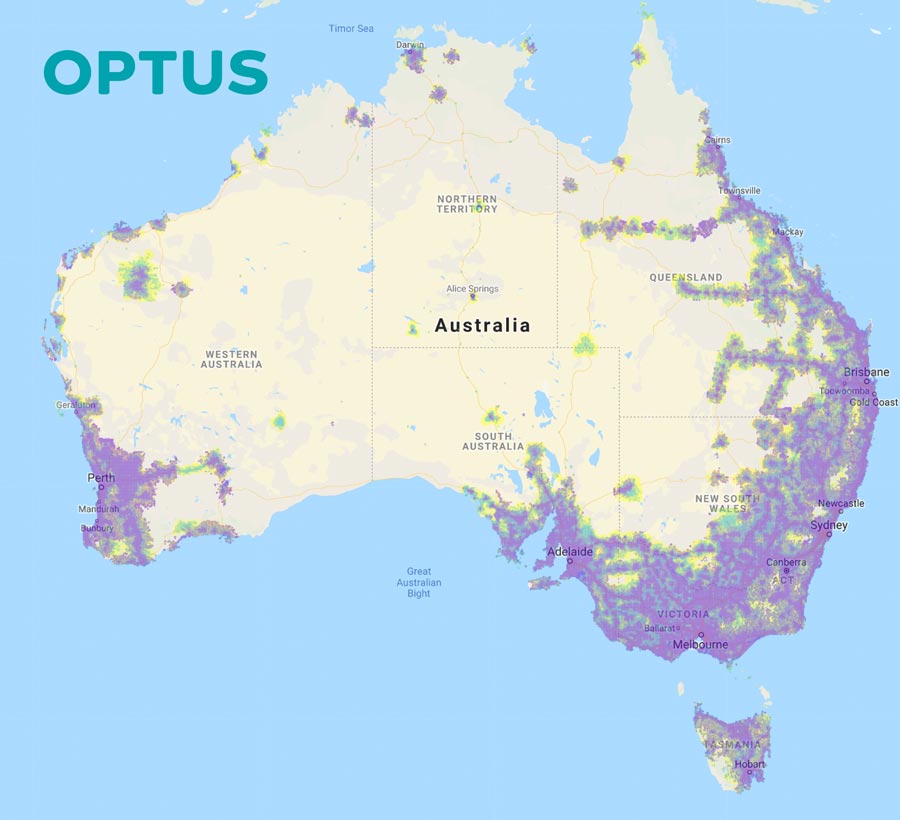 Timor Sea
Darwin
OPTUS
Cairns
Townsville
NORTHERN
TERRITORY
Mackay
QUEENSLAND
Alice Springs
Australia
WESTERN
AUSTRALIA
Brisbane
Toowoomba
Gold Coast
Geraldton
SOUTH
AUSTRALIA
Perth
NEW SOUTH
WALES
Newcastle
Mandurah
Sydney
Bunbury
Adelaide
Canberra
ACT
Great
Australian
Bight
VICTORIA
Ballarat
Melbourne
TASMANIA
Hobart